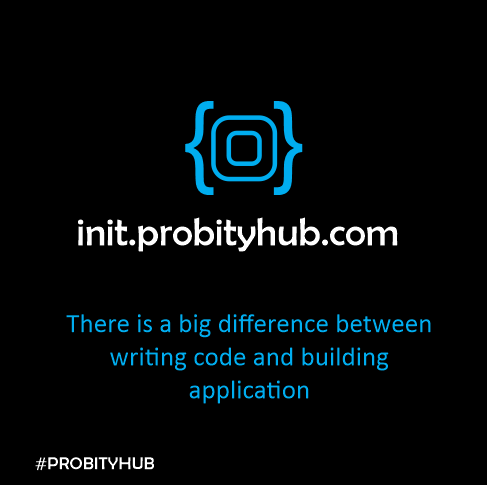 init.probityhub.com
There is a big difference between
writing code and building
application
#PROBITYHUB